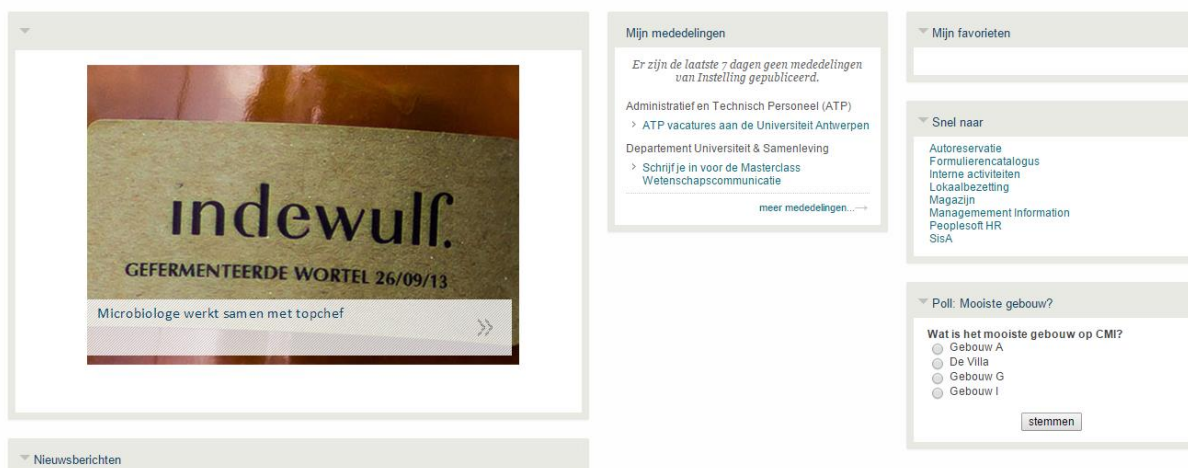 indewulf.
GEFERMENTEERDE WORTEL 26/09/13
Microbiologe werkt samen met topchef
Nieuwsberichten
Mijn mededelingen
Er zijn de laatste 7 dagen geen mededelingen
van Instelling gepubliceerd.
Administratief en Technisch Personeel (ATP)
ATP vacatures aan de Universiteit Antwerpen
Departement Universiteit & Samenleving
Schrijf je in voor de Masterclass
Wetenschapscommunicatie
meer mededelingen...→
Mijn favorieten
Snel naar
Autoreservatie
Formulierencatalogus
Interne activiteiten
Lokaalbezetting
Magazijn
Managemement Information
Peoplesoft HR
SisA
Poll: Mooiste gebouw?
Wat is het mooiste gebouw op CMI?
Gebouw A
De Villa
Gebouw G
Gebouw I
stemmen